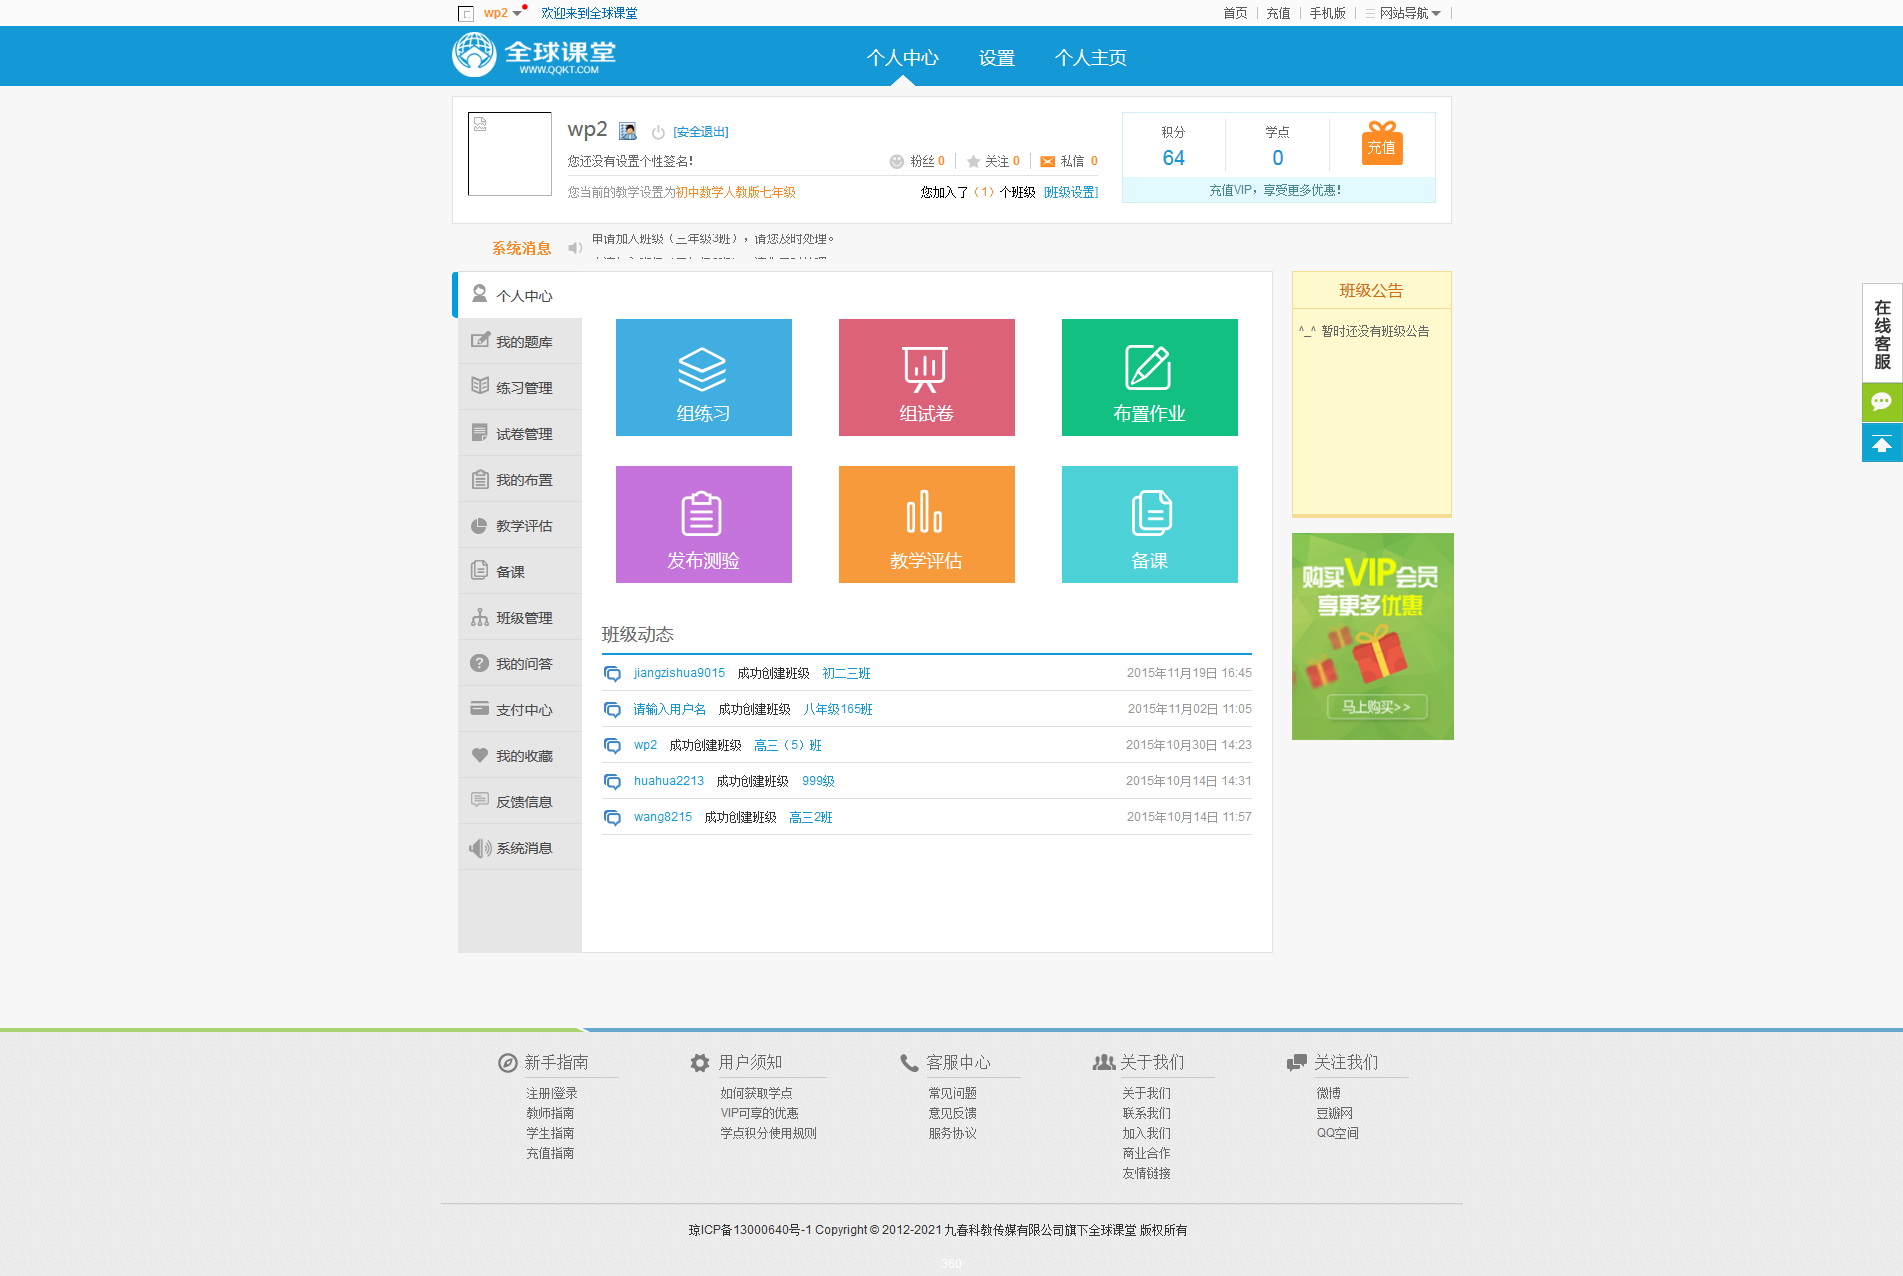 wp2 欢迎来到全球课堂
首页 充值 手机版 网站导航
全球课堂
WWW.QQKT.COM
个人中心 设置 个人主页
wp2 [安全退出]
您还没有设置个性签名!
粉丝 0 关注 0 私信 0
您当前的教学设置为初中数学人教版七年级
您加入了（1）个班级 [班级设置]
积分 学点
64 0 充值
充值VIP，享受更多优惠!
系统消息 申请加入班级（三年级3班），请您及时处理。
个人中心
我的题库
练习管理
试卷管理
我的布置
教学评估
备课
班级管理
我的问答
支付中心
我的收藏
反馈信息
系统消息
组练习 组试卷 布置作业
发布测验 教学评估 备课
班级动态
jiangzishua9015 成功创建班级 初二三班 2015年11月19日 16:45
请输入用户名 成功创建班级 八年级165班 2015年11月02日 11:05
wp2 成功创建班级 高三（5）班 2015年10月30日 14:23
huahua2213 成功创建班级 999级 2015年10月14日 14:31
wang8215 成功创建班级 高三2班 2015年10月14日 11:57
班级公告
^_^ 暂时还没有班级公告
购买VIP会员
享更多优惠
马上购买>>
在线客服
新手指南
注册|登录
教师指南
学生指南
充值指南
用户须知
如何获取学点
VIP可享的优惠
学点积分使用规则
客服中心
常见问题
意见反馈
服务协议
关于我们
关于我们
联系我们
加入我们
商业合作
友情链接
关注我们
微博
豆瓣网
QQ空间
琼ICP备13000640号-1 Copyright © 2012-2021 九春科教传媒有限公司旗下全球课堂 版权所有
360